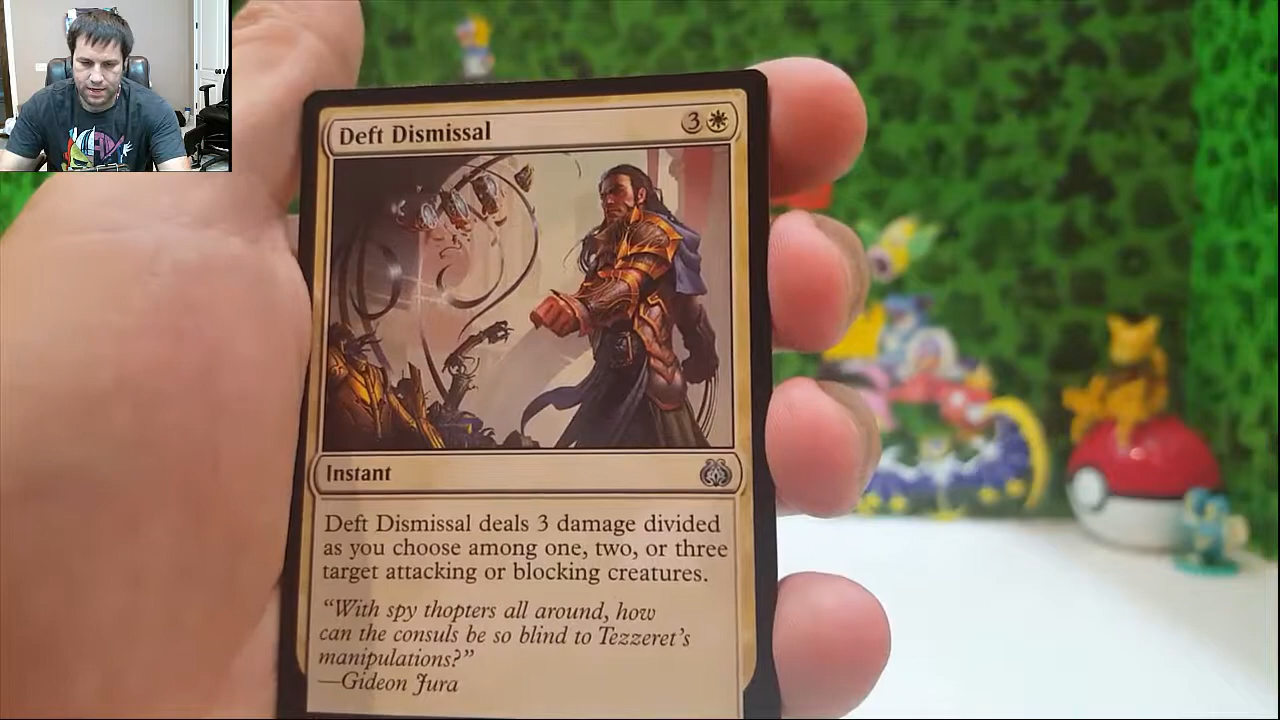 Deft Dismissal
3
Instant
Deft Dismissal deals 3 damage divided
as you choose among one, two, or three
target attacking or blocking creatures.
“With spy thopters all around, how
can the consuls be so blind to Tezzeret’s
manipulations?”
—Gideon Jura